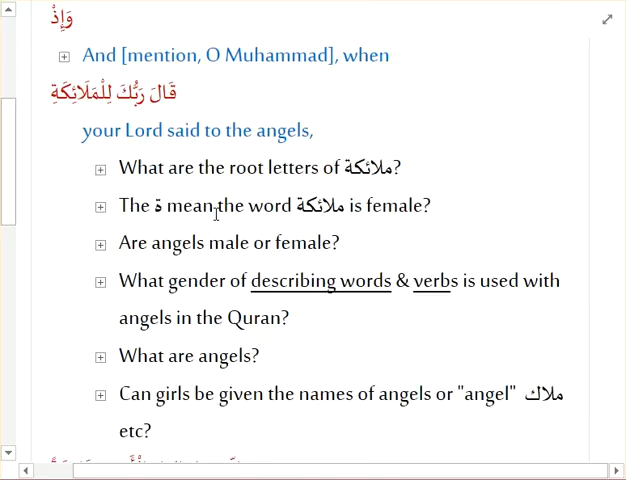 وَإِذْ
And [mention, O Muhammad], when
قَالَ رَبُّكَ لِلْمَلَائِكَةِ
your Lord said to the angels,
What are the root letters of ملائكة?
The ة mean the word ملائكة is female?
Are angels male or female?
What gender of describing words & verbs is used with
angels in the Quran?
What are angels?
Can girls be given the names of angels or "angel" ملاك
etc?